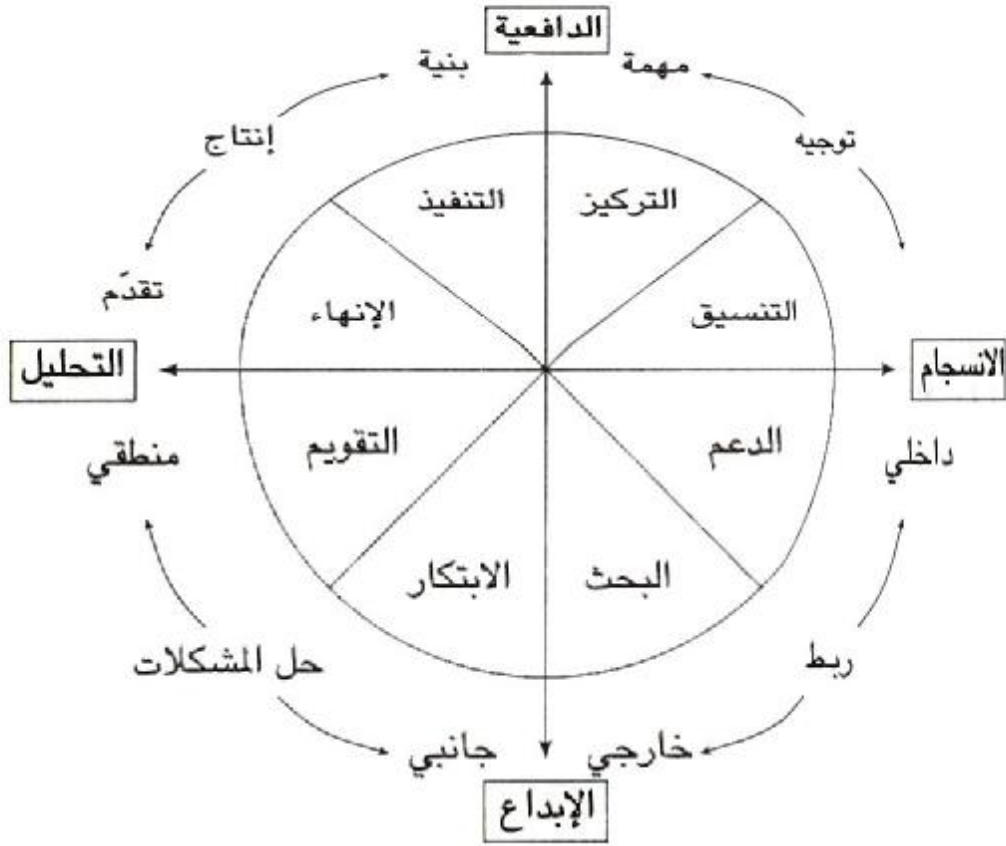 الدافعية
مهمة
بنية
توجيه
إنتاج
التركيز
التنفيذ
تقدّم
التنسيق
الإنهاء
الانسجام
التحليل
داخلي
الدعم
التقويم
منطقي
البحث
الابتكار
ربط
حل المشكلات
خارجي
جانبي
الإبداع